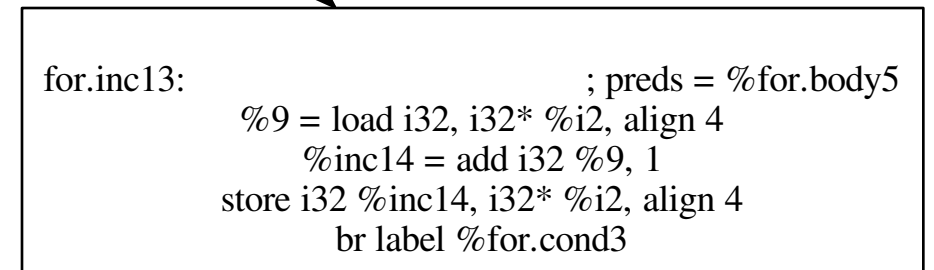 for.inc13: ; preds = %for.body5
%9 = load i32, i32* %i2, align 4
%inc14 = add i32 %9, 1
store i32 %inc14, i32* %i2, align 4
br label %for.cond3